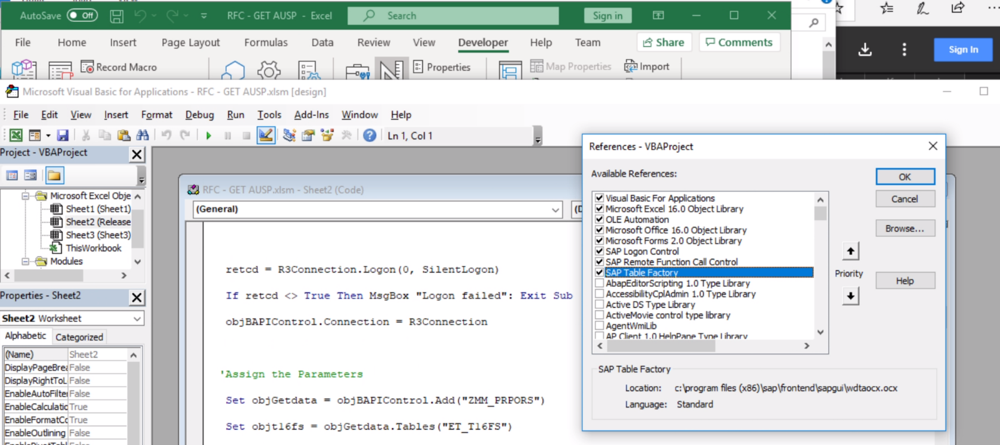 AutoSave Off RFC - GET AUSP - Excel Search Sign in
File Home Insert Page Layout Formulas Data Review View Developer Help Team Share Comments
Sign In
Record Macro Properties Map Properties Import
Microsoft Visual Basic for Applications - RFC - GET AUSP.xlsm [design]
File Edit View Insert Format Debug Run Tools Add-Ins Window Help
Ln 1, Col 1
Project - VBAProject
Microsoft Excel Obje
Sheet1 (Sheet1)
Sheet2 (Release
Sheet3 (Sheet3)
ThisWorkbook
Modules
Properties - Sheet2
Sheet2 Worksheet
Alphabetic Categorized
(Name) Sheet2
DisplayPageBrea False
DisplayRightToL False
EnableAutoFilter False
EnableCalculatic True
EnableFormatCc True
EnableOutlining False
RFC - GET AUSP.xlsm - Sheet2 (Code)
(General)
retcd = R3Connection.Logon(0, SilentLogon)
If retcd <> True Then MsgBox "Logon failed": Exit Sub
objBAPIControl.Connection = R3Connection
'Assign the Parameters
Set objGetdata = objBAPIControl.Add("ZMM_PRPORS")
Set objt16fs = objGetdata.Tables("ET_T16FS")
References - VBAProject
Available References:
Visual Basic For Applications
Microsoft Excel 16.0 Object Library
OLE Automation
Microsoft Office 16.0 Object Library
Microsoft Forms 2.0 Object Library
SAP Logon Control
SAP Remote Function Call Control
SAP Table Factory
AbapEditorScripting 1.0 Type Library
AccessibilityCplAdmin 1.0 Type Library
Active DS Type Library
ActiveMovie control type library
AgentWmiLib
AP Client 1.0 HelpPane Type Library
OK
Cancel
Browse...
Priority
Help
SAP Table Factory
Location: c:\program files (x86)\sap\frontend\sapgui\wdtaocx.ocx
Language: Standard